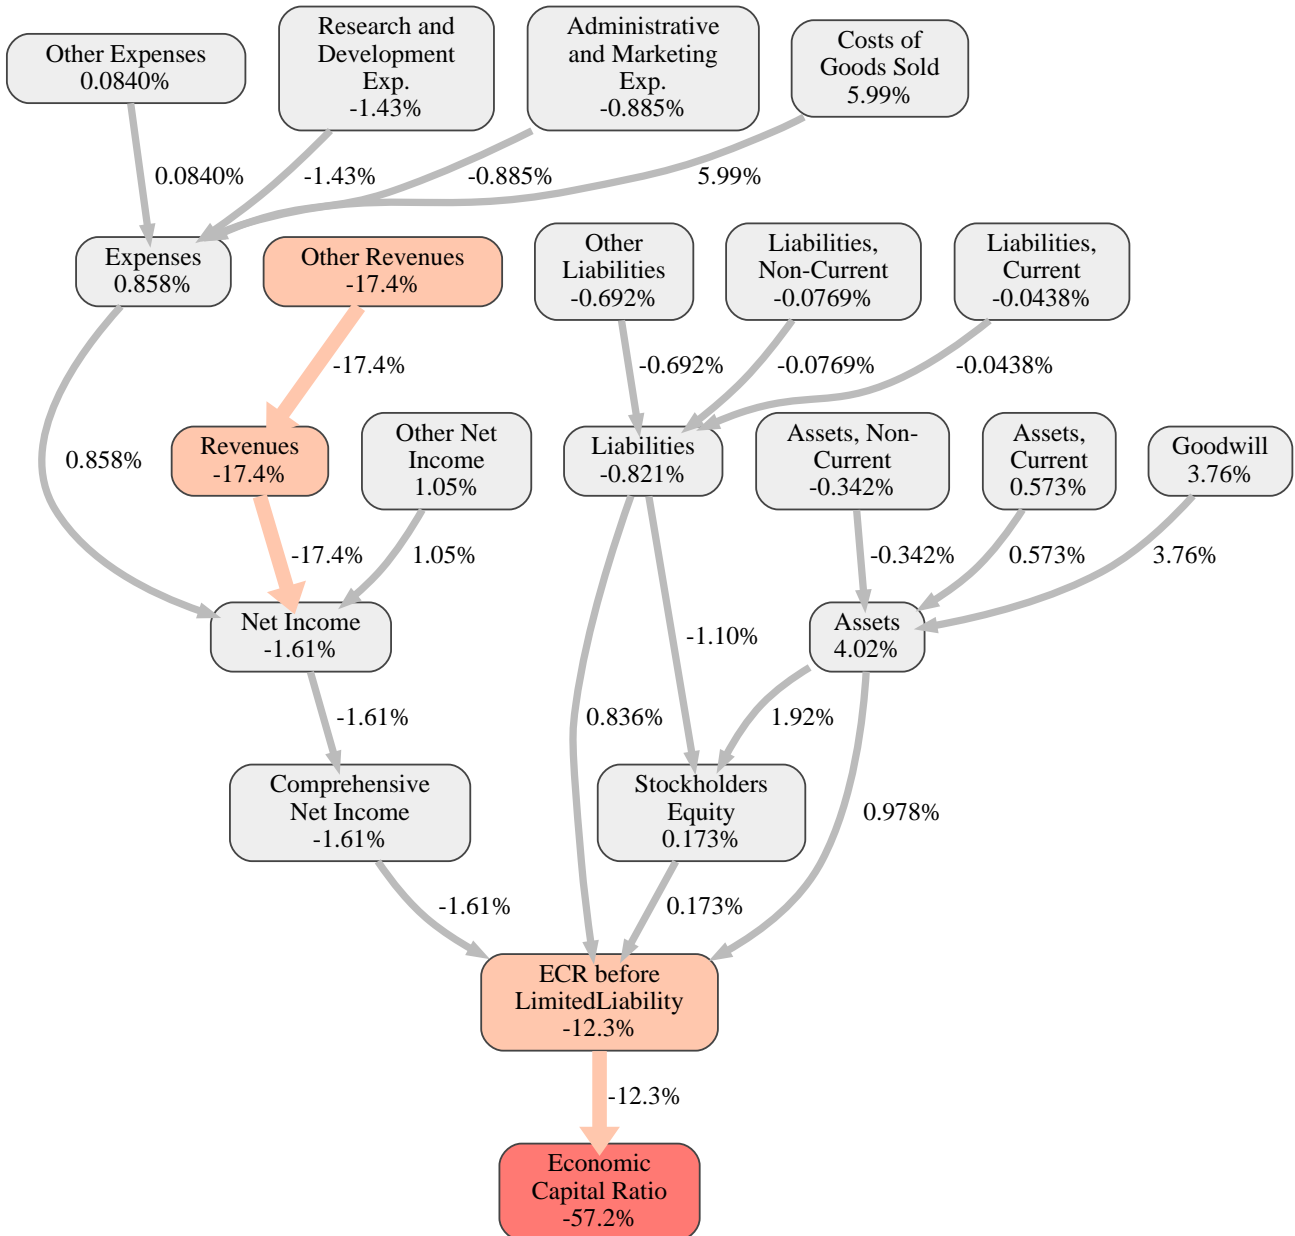 Other Expenses
0.0840%
Research and
Development
Exp.
-1.43%
Administrative
and Marketing
Exp.
-0.885%
Costs of
Goods Sold
5.99%
0.0840%
-1.43%
-0.885%
5.99%
Expenses
0.858%
Other Revenues
-17.4%
Other
Liabilities
-0.692%
Liabilities,
Non-Current
-0.0769%
Liabilities,
Current
-0.0438%
-17.4%
-0.692%
-0.0769%
-0.0438%
0.858%
Revenues
-17.4%
Other Net
Income
1.05%
Liabilities
-0.821%
Assets, Non-
Current
-0.342%
Assets,
Current
0.573%
Goodwill
3.76%
-17.4%
1.05%
-0.342%
0.573%
3.76%
Net Income
-1.61%
-1.10%
Assets
4.02%
-1.61%
0.836%
1.92%
Comprehensive
Net Income
-1.61%
Stockholders
Equity
0.173%
0.978%
-1.61%
0.173%
ECR before
LimitedLiability
-12.3%
-12.3%
Economic
Capital Ratio
-57.2%